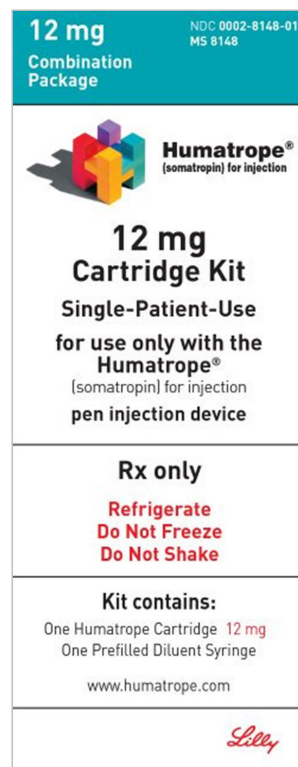 12 mg
Combination
Package
NDC 0002-8148-01
MS 8148
Humatrope®
(somatropin) for injection
12 mg
Cartridge Kit
Single-Patient-Use
for use only with the
Humatrope®
(somatropin) for injection
pen injection device
Rx only
Refrigerate
Do Not Freeze
Do Not Shake
Kit contains:
One Humatrope Cartridge 12 mg
One Prefilled Diluent Syringe
www.humatrope.com
Lilly